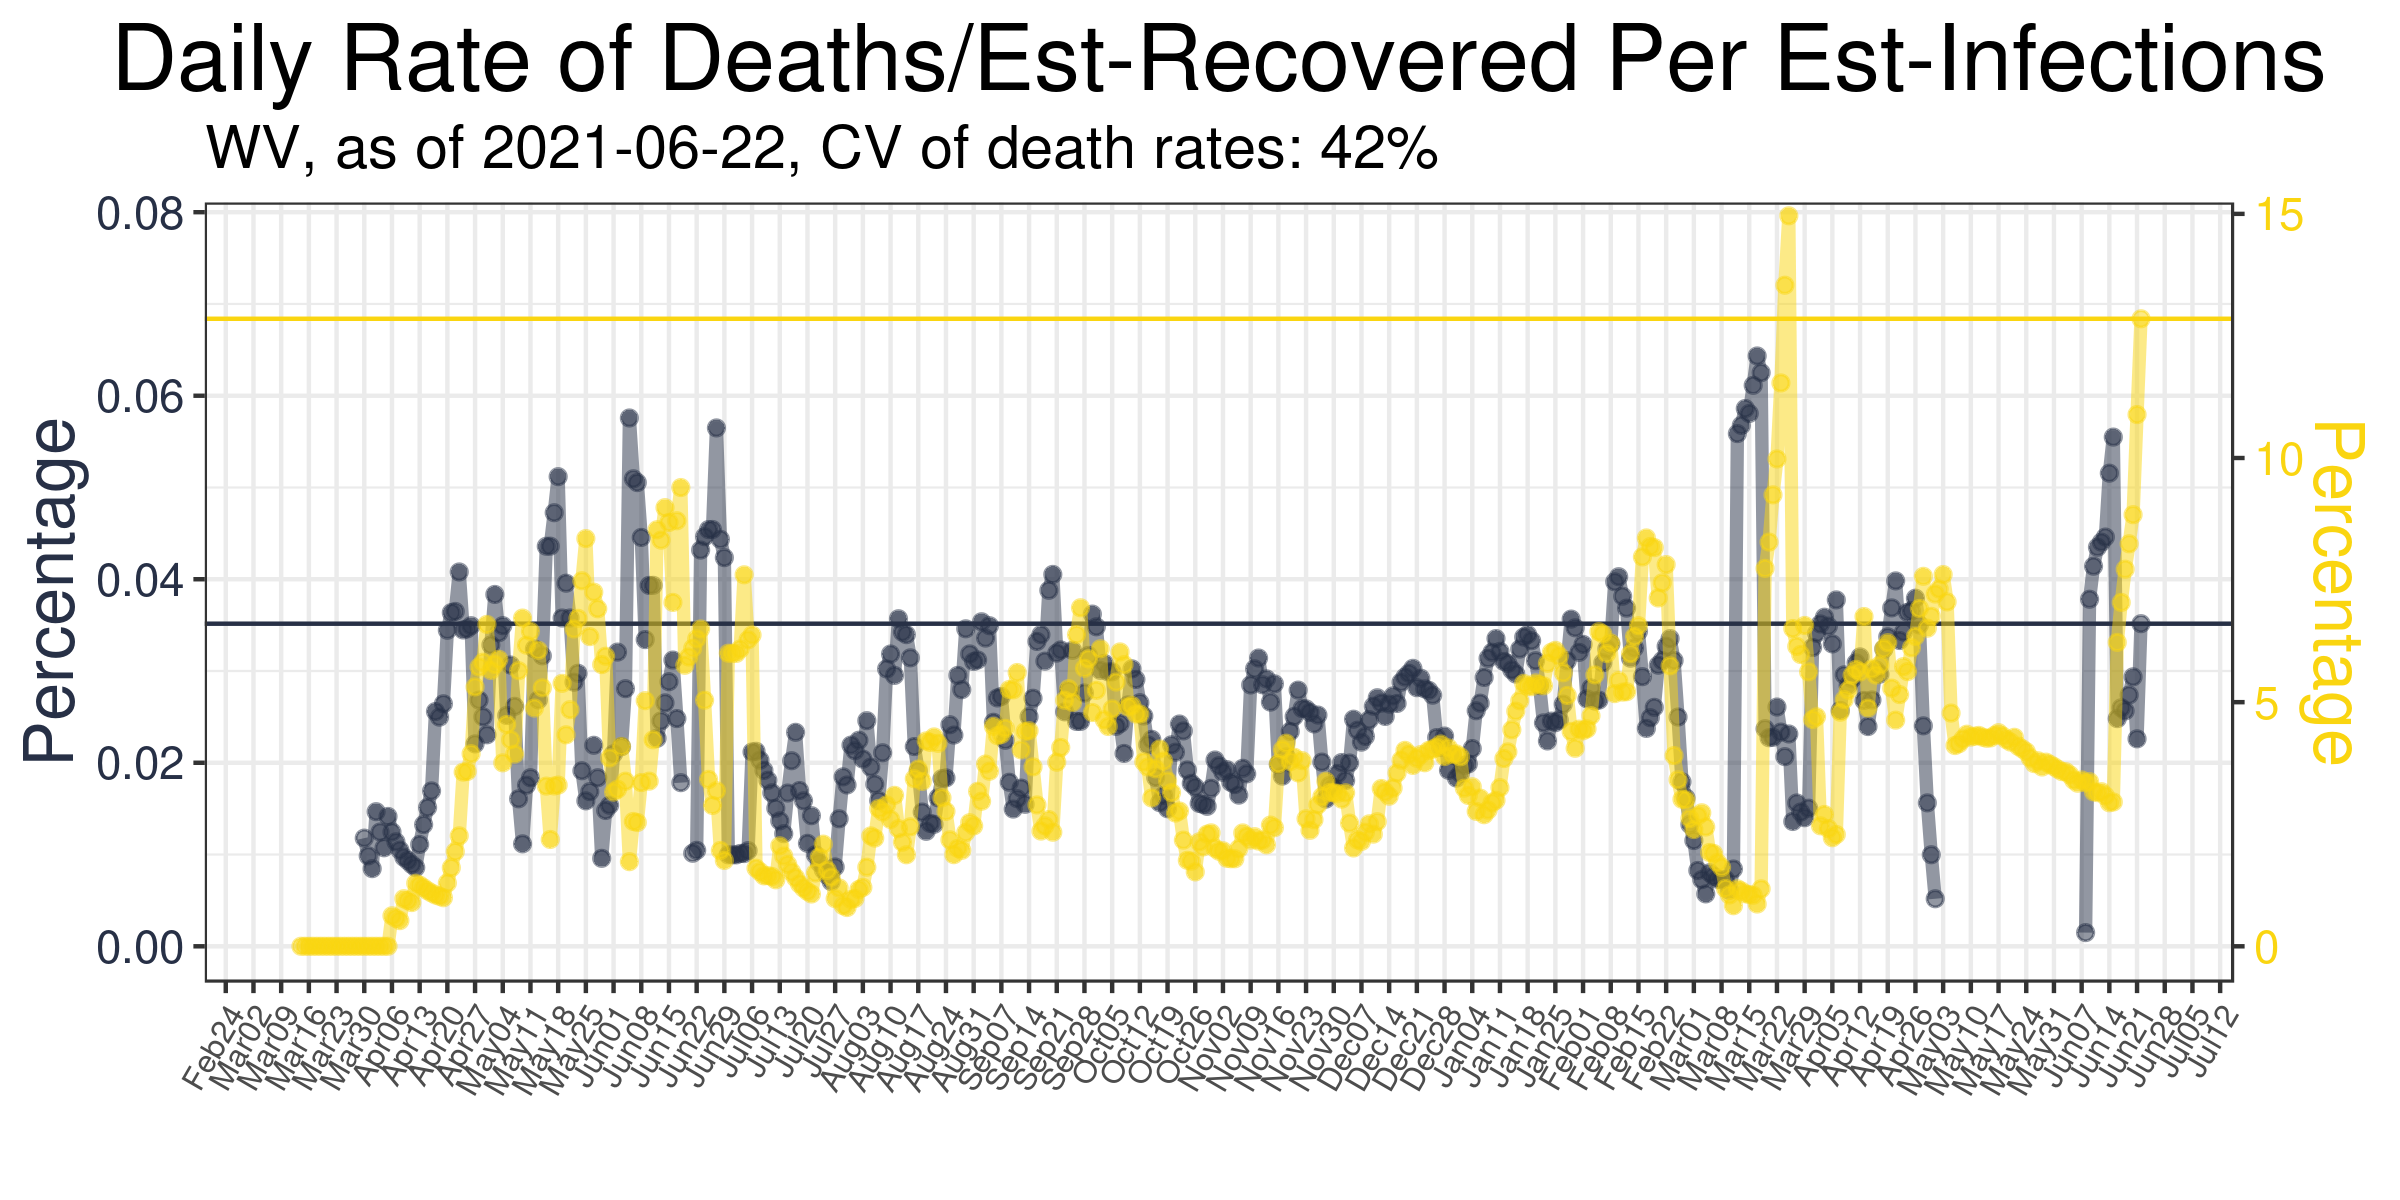 Daily Rate of Deaths/Est-Recovered Per Est-Infections
WV, as of 2021-06-22, CV of death rates: 42%
Percentage
0.08
0.06
0.04
0.02
0.00
15
10
5
0
Percentage
Feb24
Mar02
Mar09
Mar16
Mar23
Mar30
Apr06
Apr13
Apr20
Apr27
May04
May11
May18
May25
Jun01
Jun08
Jun15
Jun22
Jun29
Jul06
Jul13
Jul20
Jul27
Aug03
Aug10
Aug17
Aug24
Aug31
Sep07
Sep14
Sep21
Sep28
Oct05
Oct12
Oct19
Oct26
Nov02
Nov09
Nov16
Nov23
Nov30
Dec07
Dec14
Dec21
Dec28
Jan04
Jan11
Jan18
Jan25
Feb01
Feb08
Feb15
Feb22
Mar01
Mar08
Mar15
Mar22
Mar29
Apr05
Apr12
Apr19
Apr26
May03
May10
May17
May24
May31
Jun07
Jun14
Jun21
Jun28
Jul05
Jul12